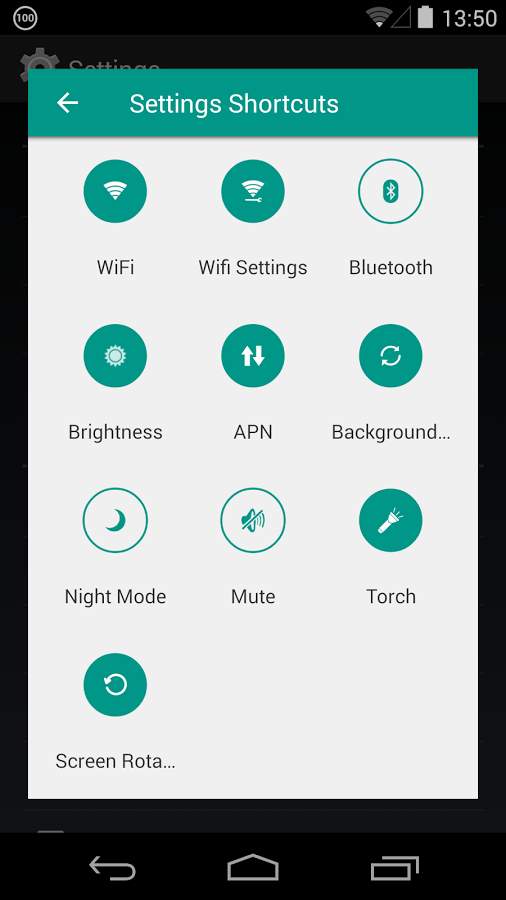 100
13:50
Settings
Settings Shortcuts
WiFi
Wifi Settings
Bluetooth
Brightness
APN
Background...
Night Mode
Mute
Torch
Screen Rota...